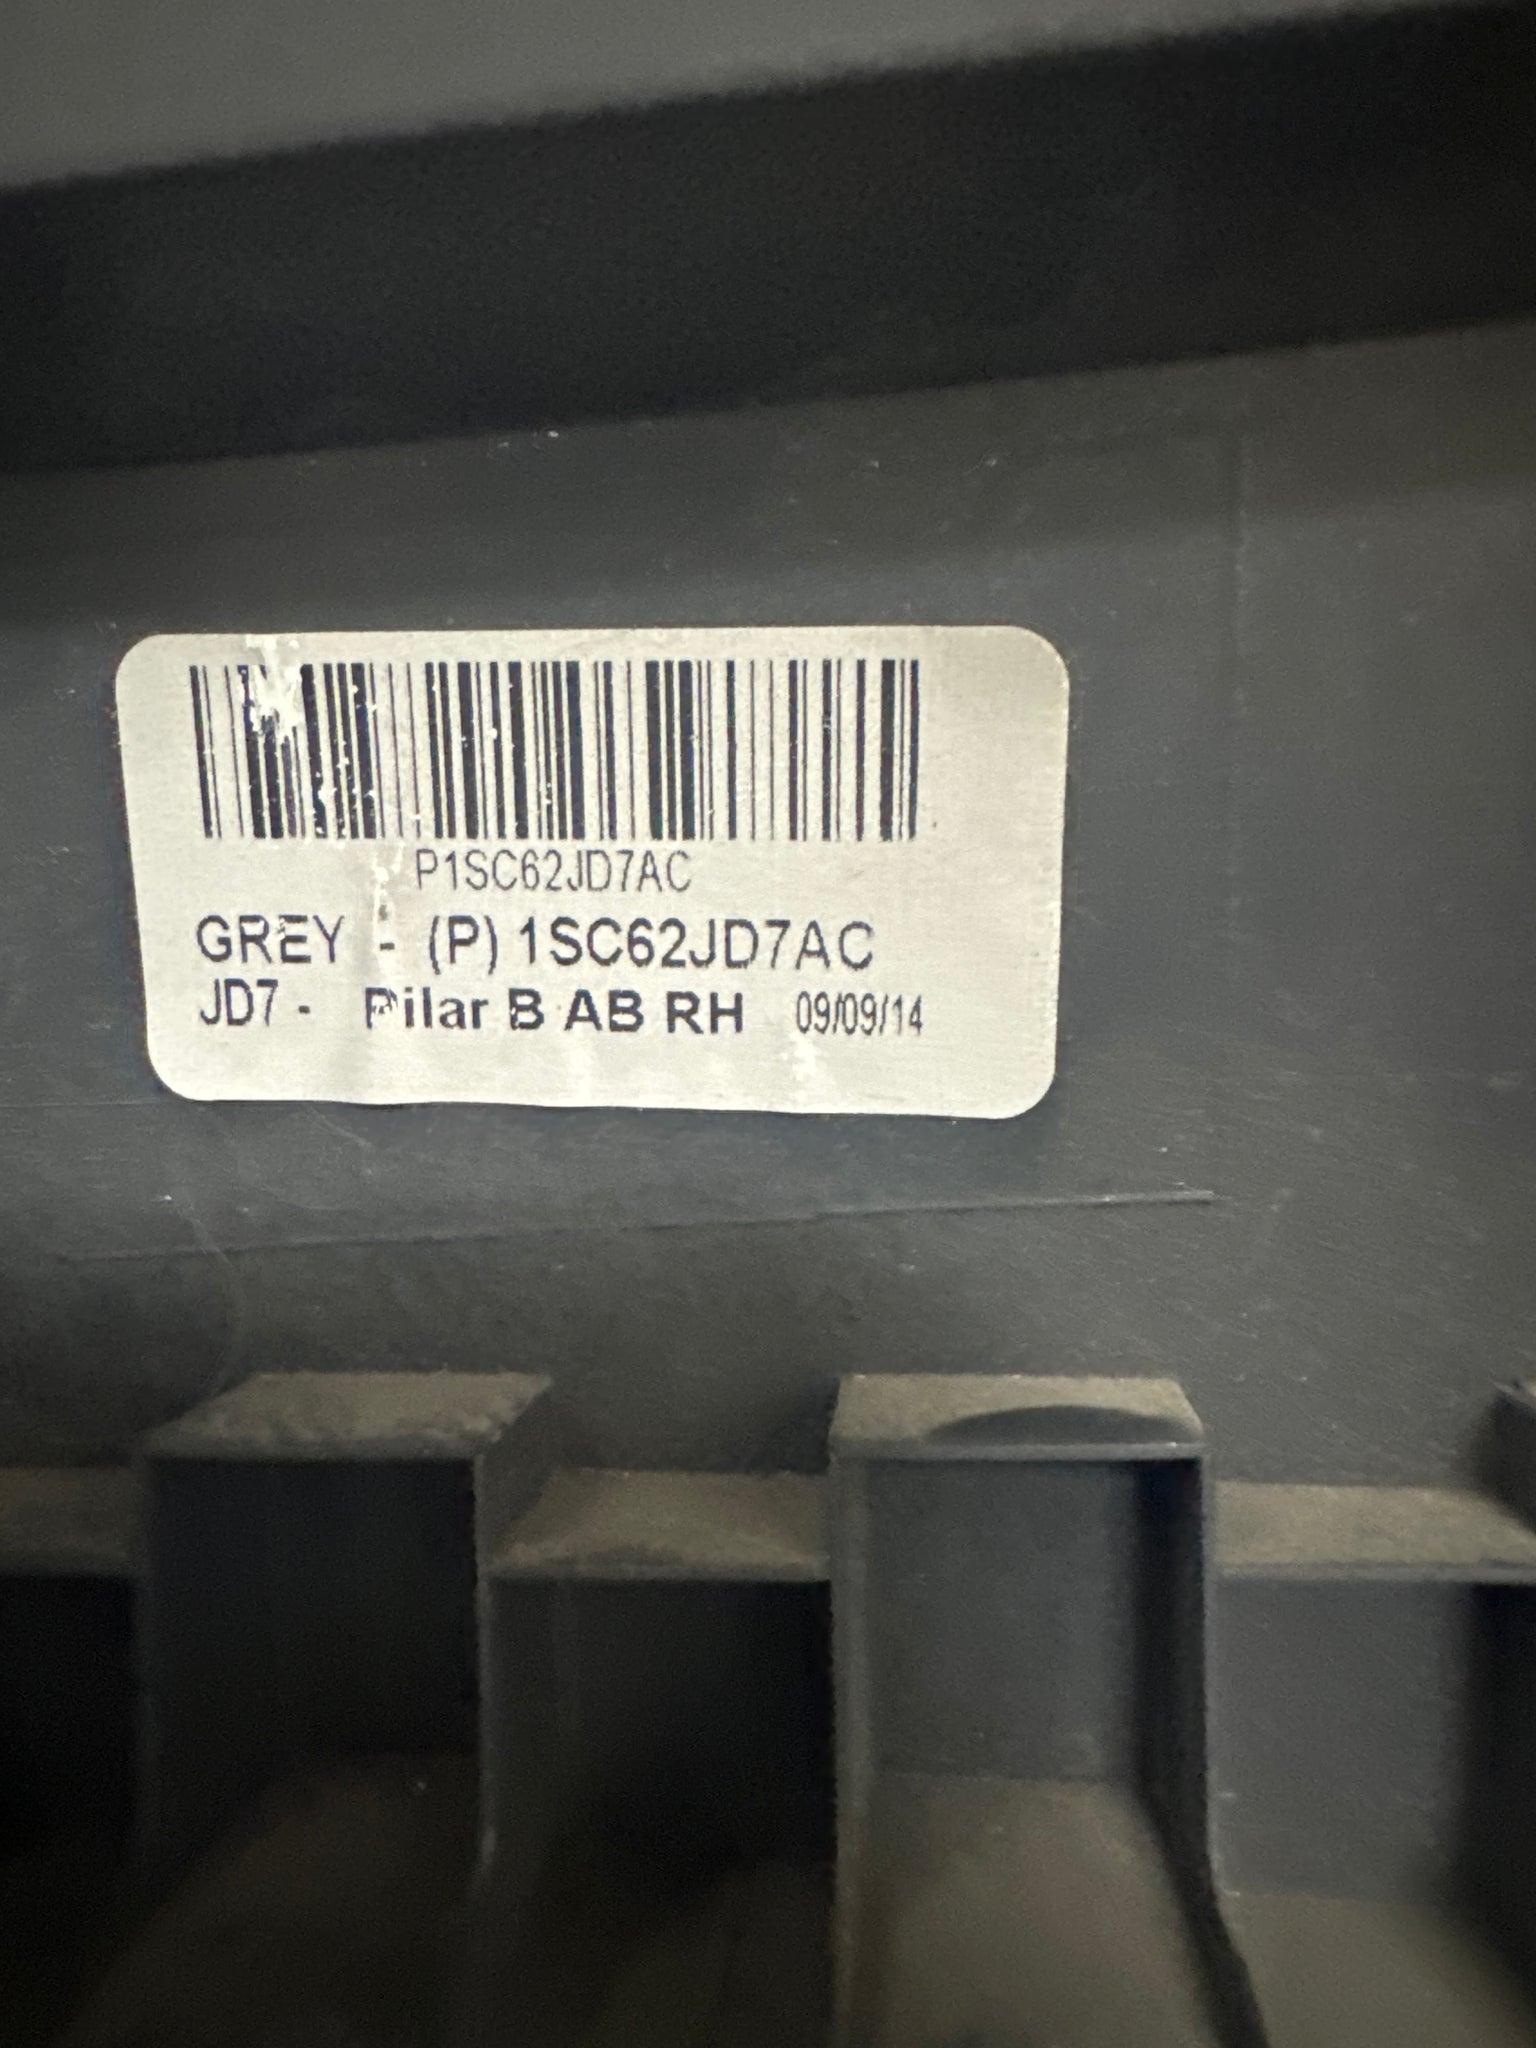 P1SC62JD7AC
GREY - (P) 1SC62JD7AC
JD7 - Pilar B AB RH 09/09/14